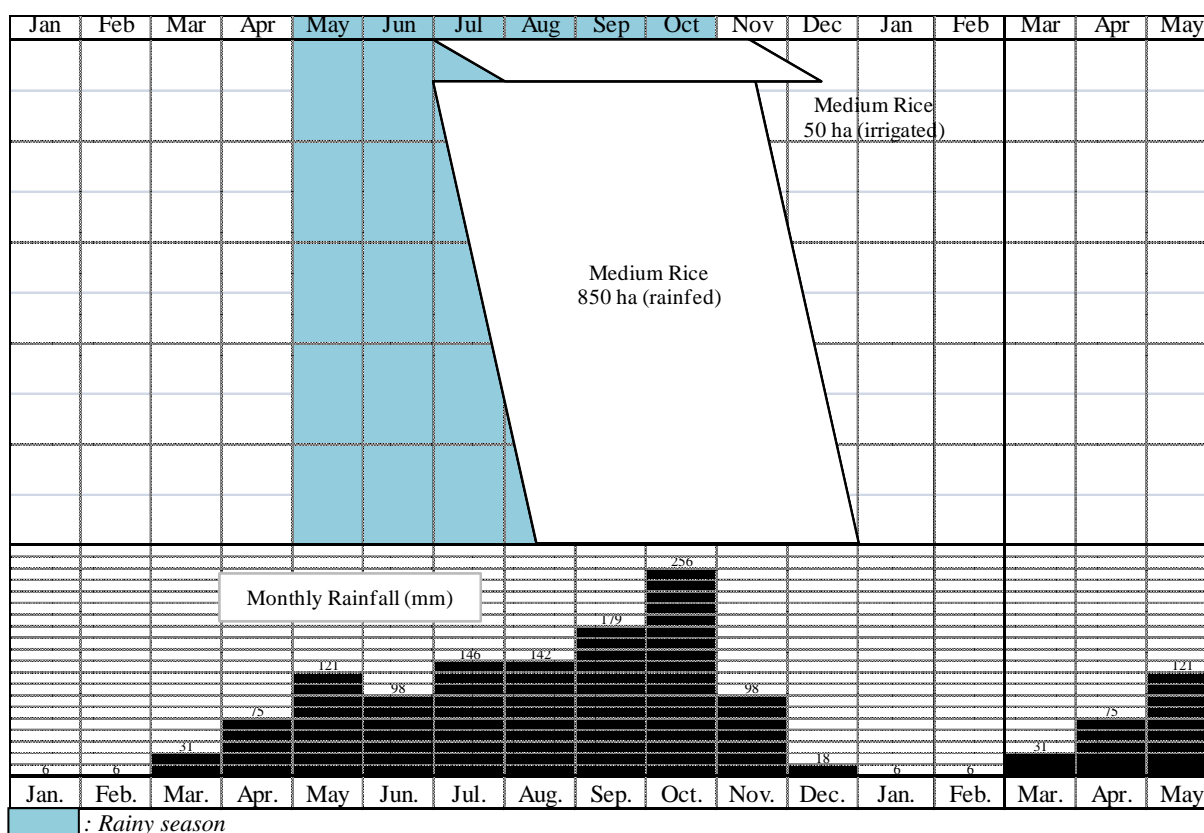 Jan Feb Mar Apr May Jun Jul Aug Sep Oct Nov Dec Jan Feb Mar Apr May
Medium Rice
50 ha (irrigated)
Medium Rice
850 ha (rainfed)
Monthly Rainfall (mm)
6 6 31 75 121 98 146 142 179 256 98 18 6 6 31 75 121
Jan. Feb. Mar. Apr. May Jun. Jul. Aug. Sep. Oct. Nov. Dec. Jan. Feb. Mar. Apr. May
: Rainy season